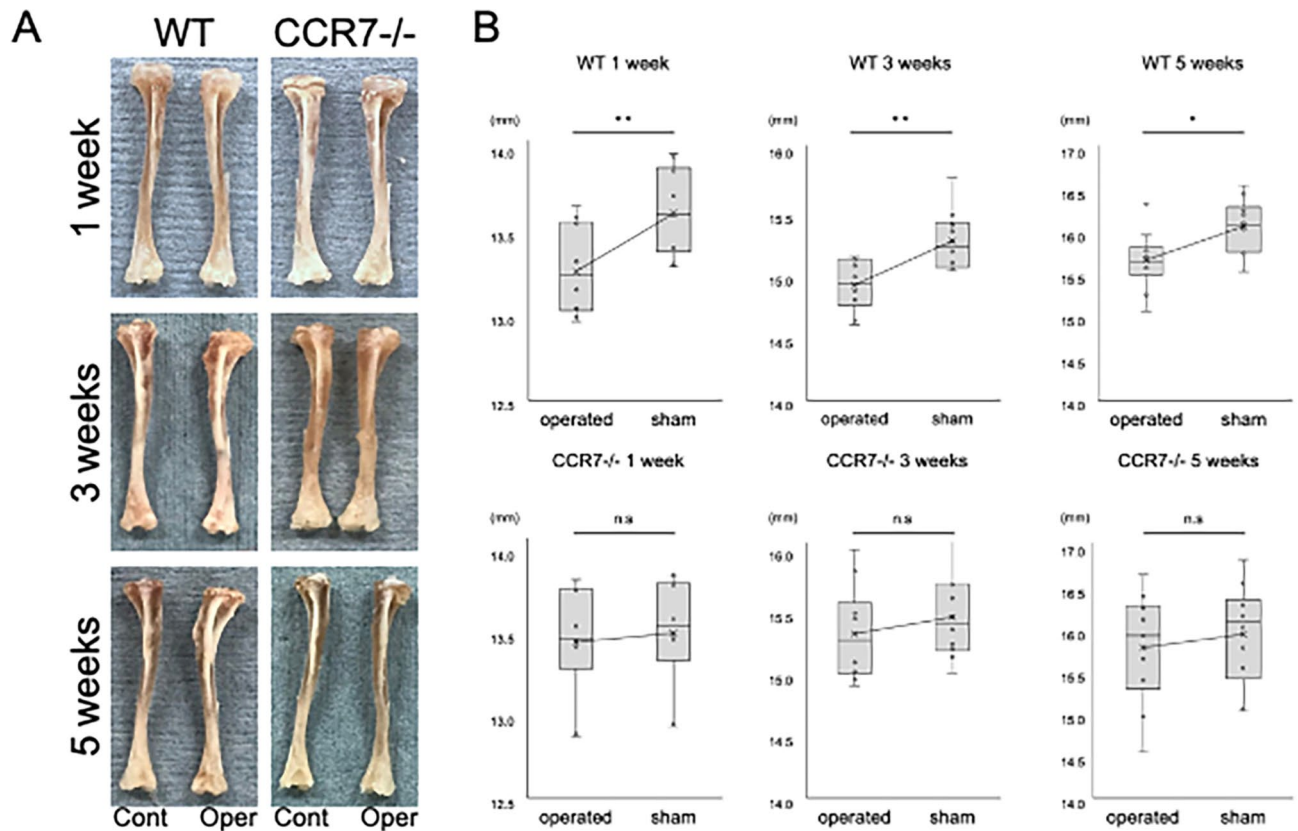 A
WT CCR7-/-
1 week
3 weeks
5 weeks
Cont Oper Cont Oper
B
WT 1 week
(mm)
**
14.0
13.5
13.0
12.5
operated sham
WT 3 weeks
(mm)
**
16.0
15.5
15.0
14.5
14.0
operated sham
WT 5 weeks
(mm)
*
17.0
16.5
16.0
15.5
15.0
14.5
14.0
operated sham
CCR7-/- 1 week
(mm)
n.s
14.0
13.5
13.0
12.5
operated sham
CCR7-/- 3 weeks
(mm)
n.s
16.0
15.5
15.0
14.5
14.0
operated sham
CCR7-/- 5 weeks
(mm)
n.s
17.0
16.5
16.0
15.5
15.0
14.5
14.0
operated sham